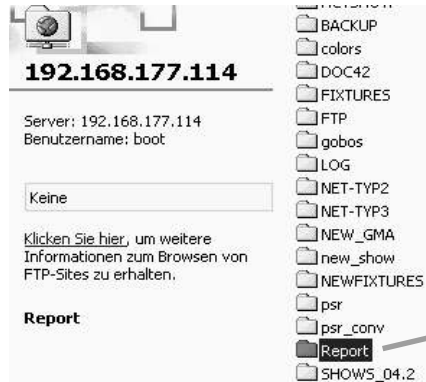 192.168.177.114
Server: 192.168.177.114
Benutzername: boot
Keine
Klicken Sie hier, um weitere
Informationen zum Browsen von
FTP-Sites zu erhalten.
Report
BACKUP
colors
DOC42
FIXTURES
FTP
gobos
LOG
NET-TYP2
NET-TYP3
NEW_GMA
new_show
NEWFIXTURES
psr
psr_conv
Report
SHOWS_04.2